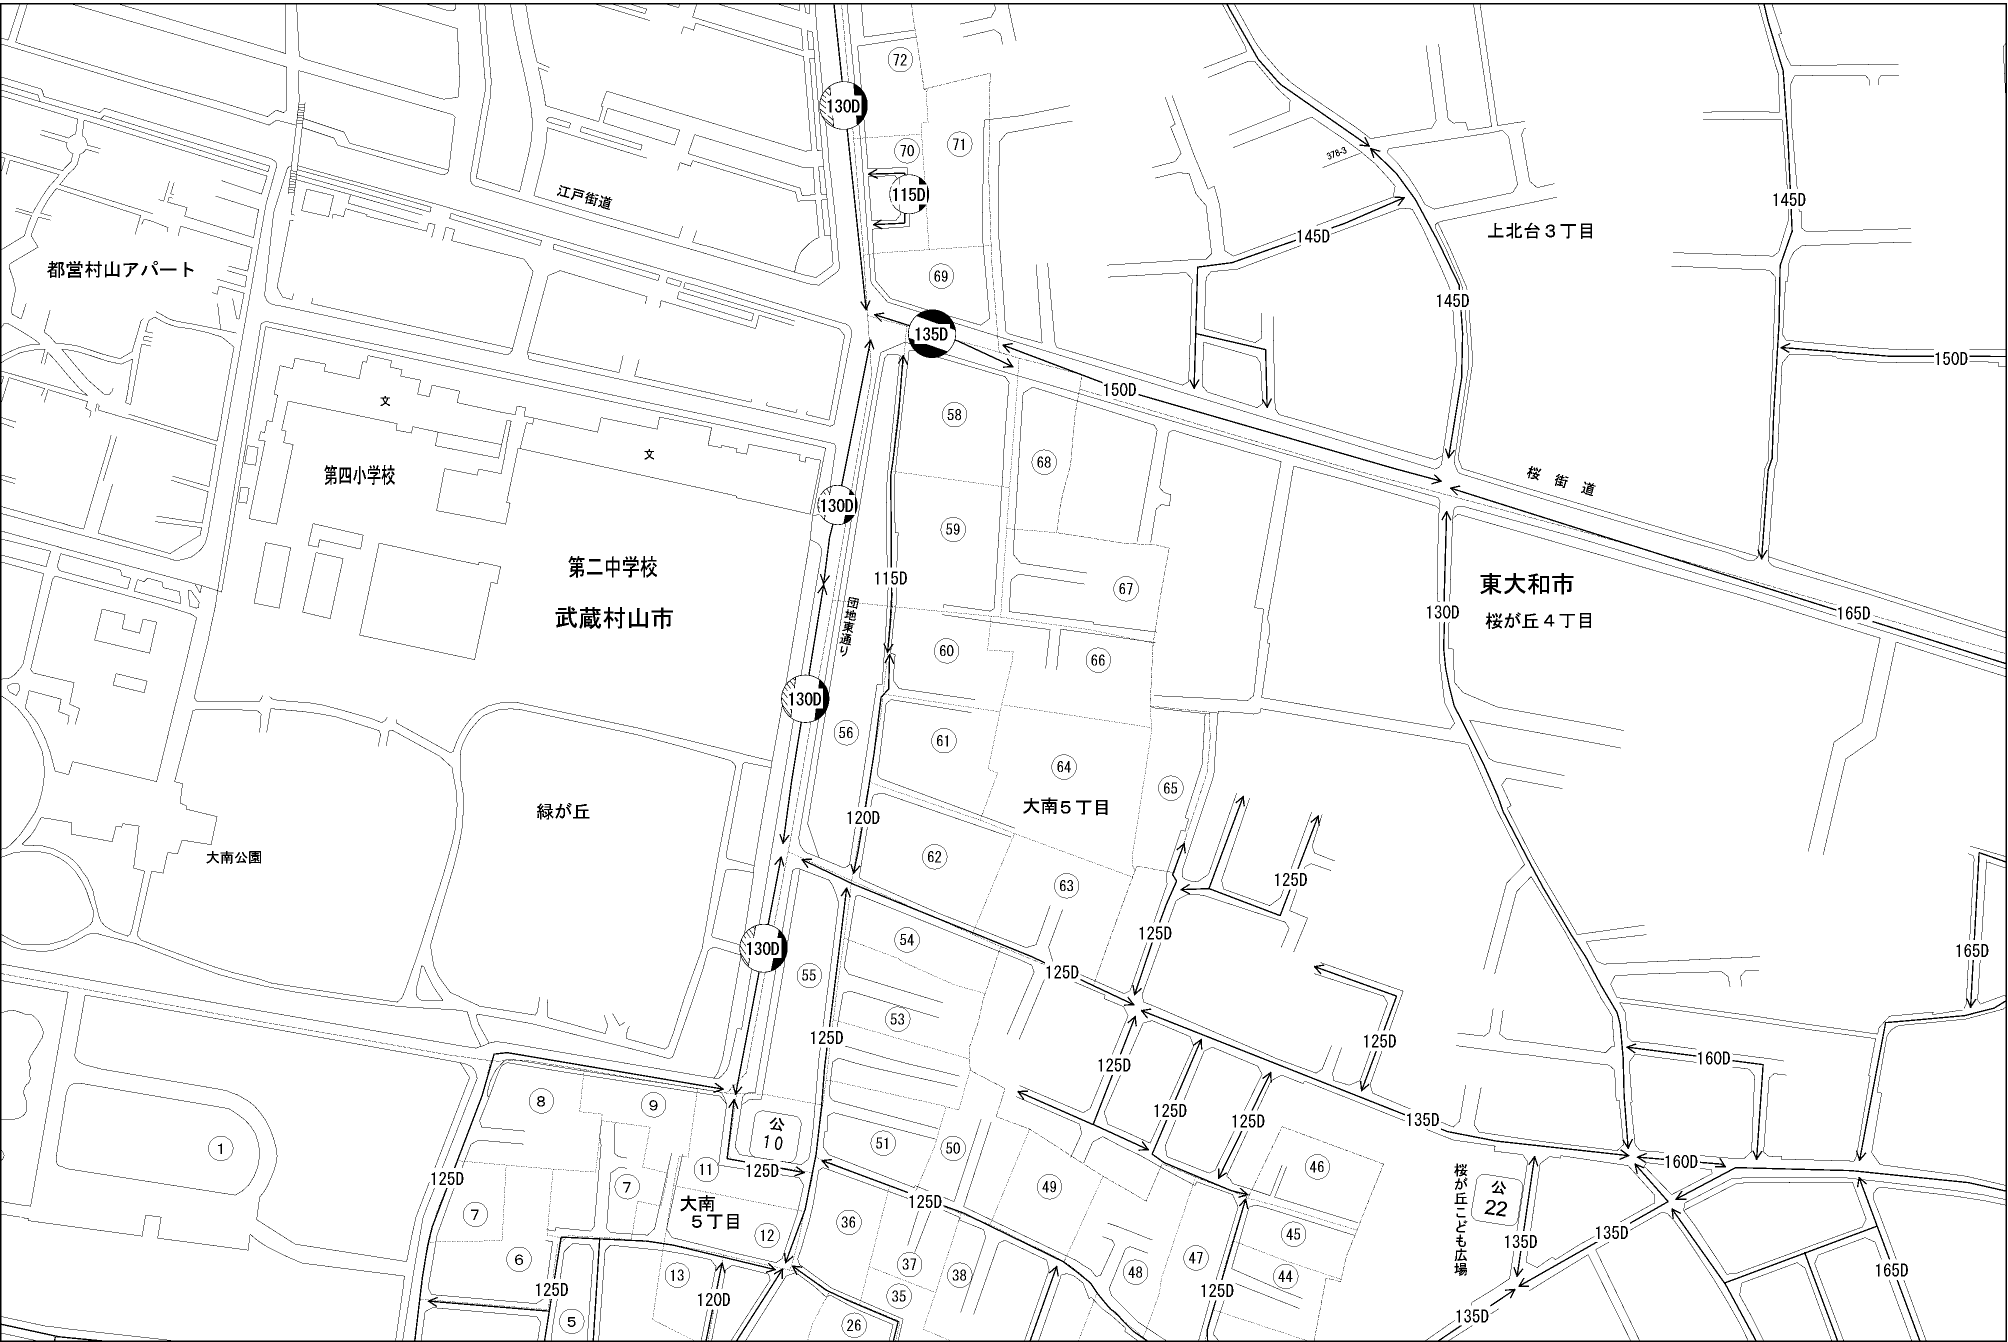 72
130D
71
70
378-3
江戸街道
115D
145D
145D
上北台３丁目
都営村山アパート
69
145D
135D
150D
150D
文
58
文
68
第四小学校
桜街道
130D
59
第二中学校
115D
67
東大和市
130D
165D
武蔵村山市
団地東通り
桜が丘４丁目
60
66
130D
56
61
64
65
緑が丘
大南５丁目
120D
大南公園
62
63
125D
54
125D
130D
165D
55
125D
53
125D
125D
125D
160D
8
9
125D
125D
135D
公
10
51
50
1
11
125D
160D
46
125D
7
49
125D
公
22
桜が丘こども広場
7
大南
５丁目
36
12
45
135D
135D
6
37
47
13
38
48
44
165D
125D
120D
35
125D
5
26
135D